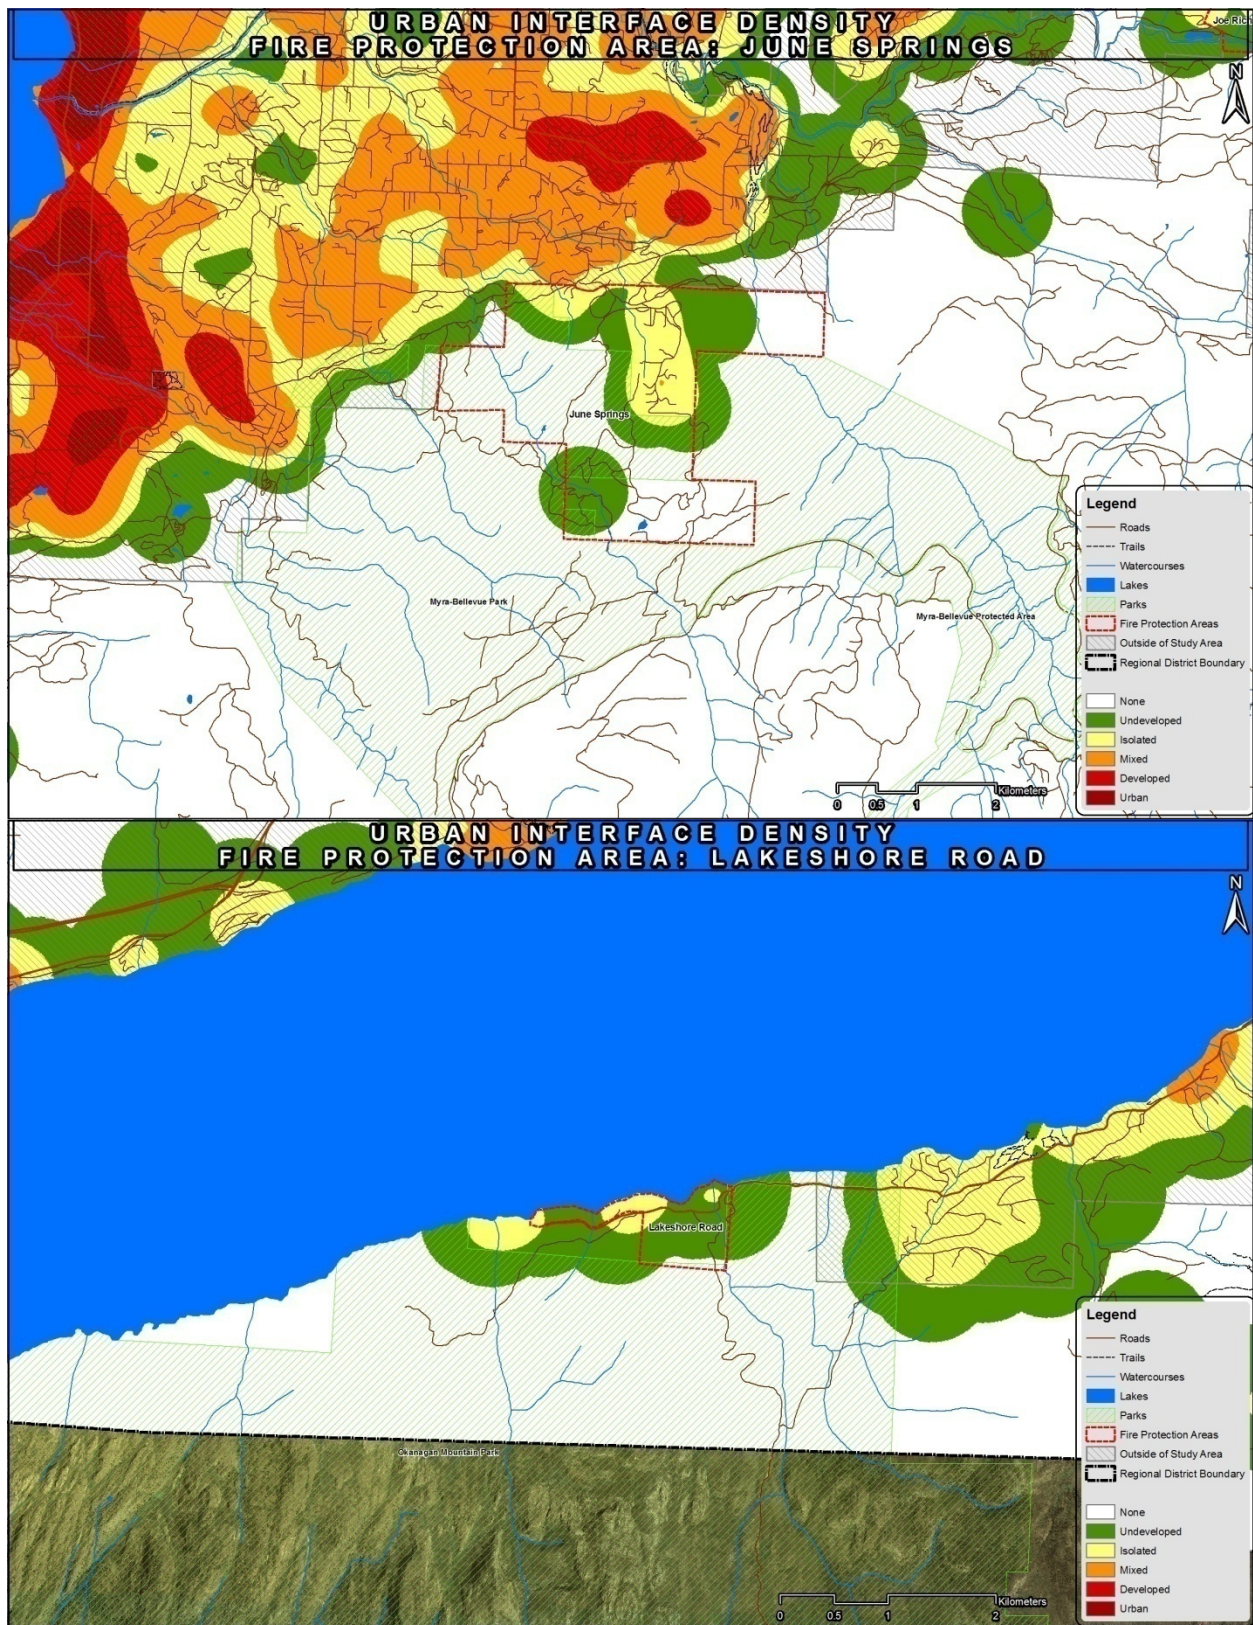 URBAN INTERFACE DENSITY
FIRE PROTECTION AREA: JUNE SPRINGS
Joe Rich
N
June Springs
Myra-Bellevue Park
Myra-Bellevue Protected Area
Legend
Roads
Trails
Watercourses
Lakes
Parks
Fire Protection Areas
Outside of Study Area
Regional District Boundary
None
Undeveloped
Isolated
Mixed
Developed
Urban
Kilometers
0 0.5 1 2
URBAN INTERFACE DENSITY
FIRE PROTECTION AREA: LAKESHORE ROAD
N
Lakeshore Road
Okanagan Mountain Park
Legend
Roads
Trails
Watercourses
Lakes
Parks
Fire Protection Areas
Outside of Study Area
Regional District Boundary
None
Undeveloped
Isolated
Mixed
Developed
Urban
Kilometers
0 0.5 1 2